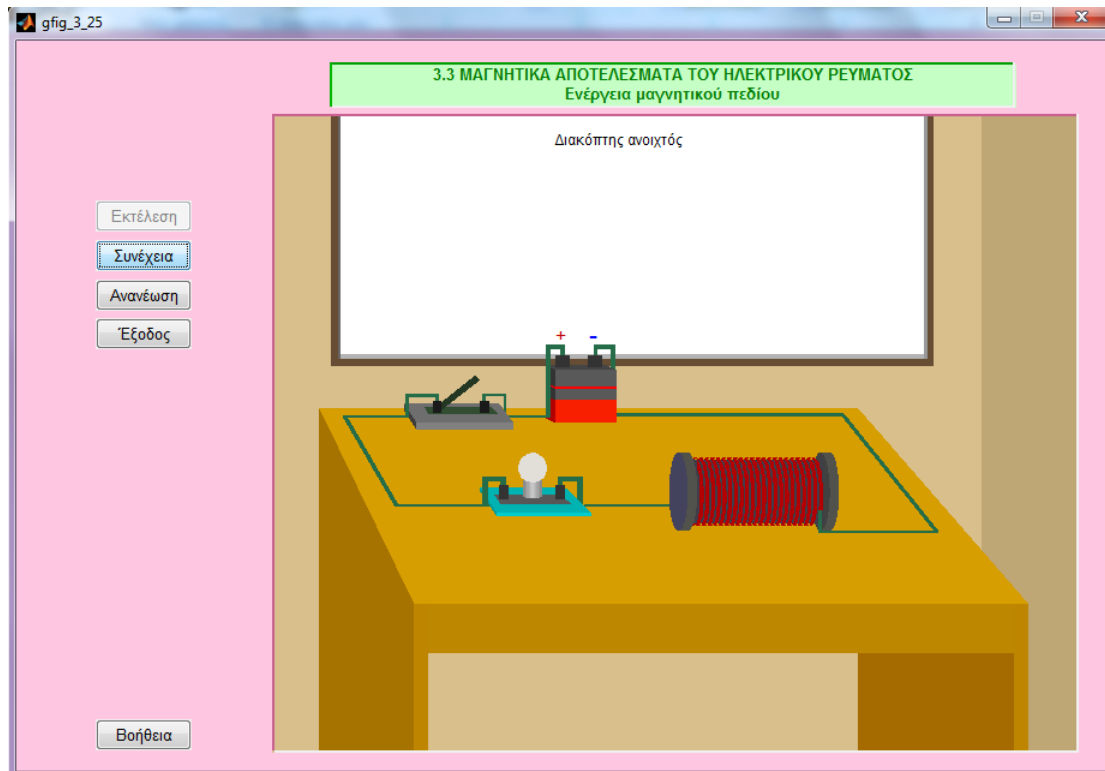 gfig_3_25
3.3 ΜΑΓΝΗΤΙΚΑ ΑΠΟΤΕΛΕΣΜΑΤΑ ΤΟΥ ΗΛΕΚΤΡΙΚΟΥ ΡΕΥΜΑΤΟΣ
Ενέργεια μαγνητικού πεδίου
Διακόπτης ανοιχτός
Εκτέλεση
Συνέχεια
Ανανέωση
Έξοδος
+ -
Βοήθεια